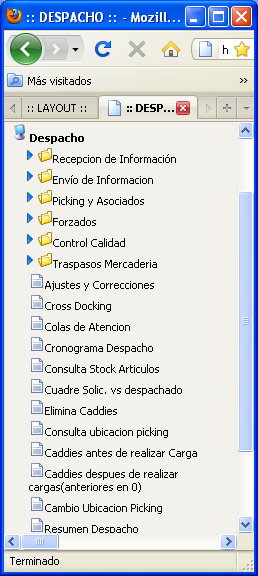 :: DESPACHO :: - Mozill...
h
Más visitados
»
:: LAYOUT ::
:: DESP...
Despacho
Recepcion de Información
Envío de Informacion
Picking y Asociados
Forzados
Control Calidad
Traspasos Mercaderia
Ajustes y Correcciones
Cross Docking
Colas de Atencion
Cronograma Despacho
Consulta Stock Articulos
Cuadre Solic. vs despachado
Elimina Caddies
Consulta ubicacion picking
Caddies antes de realizar Carga
Caddies despues de realizar
cargas(anteriores en 0)
Cambio Ubicacion Picking
Resumen Despacho
Terminado